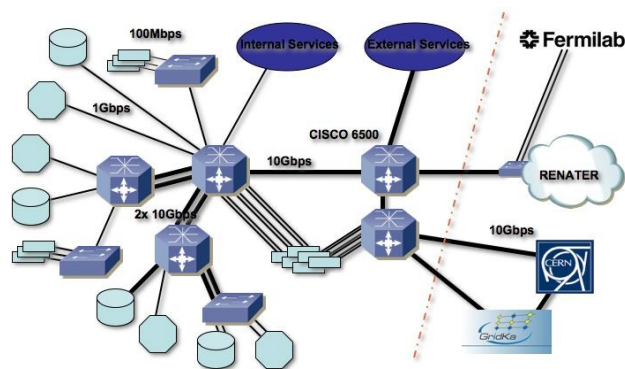 100Mbps
Internal Services
External Services
Fermilab
1Gbps
CISCO 6500
10Gbps
RENATER
2x 10Gbps
10Gbps
CERN
GridKa